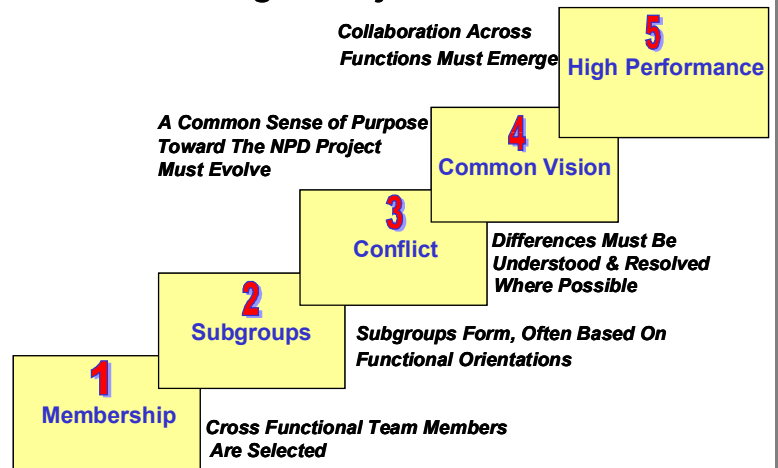 5
High Performance
Collaboration Across
Functions Must Emerge
4
Common Vision
A Common Sense of Purpose
Toward The NPD Project
Must Evolve
3
Conflict
Differences Must Be
Understood & Resolved
Where Possible
2
Subgroups
Subgroups Form, Often Based On
Functional Orientations
1
Membership
Cross Functional Team Members
Are Selected